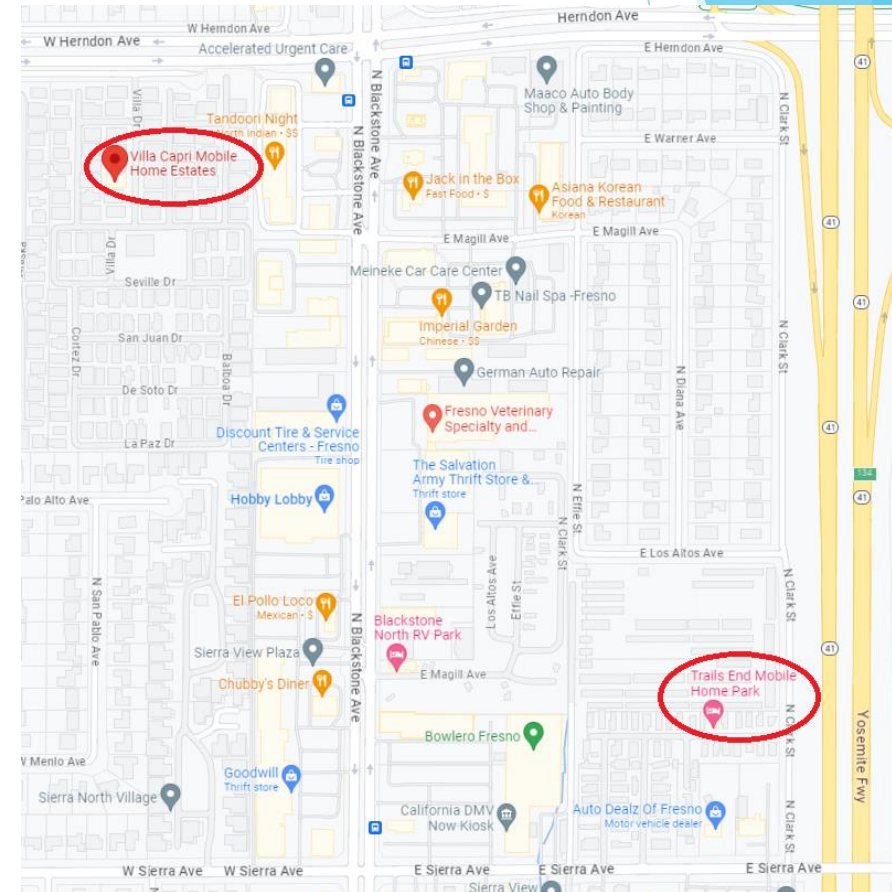 Herndon Ave
W Herndon Ave
W Herndon Ave
E Herndon Ave
Accelerated Urgent Care
41
Maaco Auto Body
Shop & Painting
Villa Dr
N Blackstone Ave
N Blackstone Ave
N Clark St
Tandoori Night
North Indian • $$
E Warner Ave
Villa Capri Mobile
Home Estates
Jack in the Box
Fast Food • $
Asiana Korean
Food & Restaurant
Korean
41
E Magill Ave
E Magill Ave
Villa Dr
Meineke Car Care Center
Seville Dr
TB Nail Spa -Fresno
41
Imperial Garden
Chinese • $$
San Juan Dr
Cortez Dr
Balboa Dr
N Clark St
German Auto Repair
De Soto Dr
N Diana Ave
Fresno Veterinary
Specialty and...
41
Discount Tire & Service
Centers - Fresno
Tire shop
La Paz Dr
The Salvation
Army Thrift Store &...
Thrift store
134
Palo Alto Ave
Hobby Lobby
N Effie St
41
N Clark St
E Los Altos Ave
Los Altos Ave
Effie St
N San Pablo Ave
N Clark St
El Pollo Loco
Mexican • $
Blackstone
North RV Park
N Blackstone Ave
Sierra View Plaza
41
E Magill Ave
Trails End Mobile
Home Park
Chubby's Diner
N Clark St
Bowlero Fresno
Yosemite Fwy
W Menlo Ave
Goodwill
Thrift store
Sierra North Village
California DMV
Now Kiosk
Auto Dealz Of Fresno
Motor vehicle dealer
N Clark St
W Sierra Ave
W Sierra Ave
E Sierra Ave
E Sierra Ave
E Sierra Ave
Sierra View
N